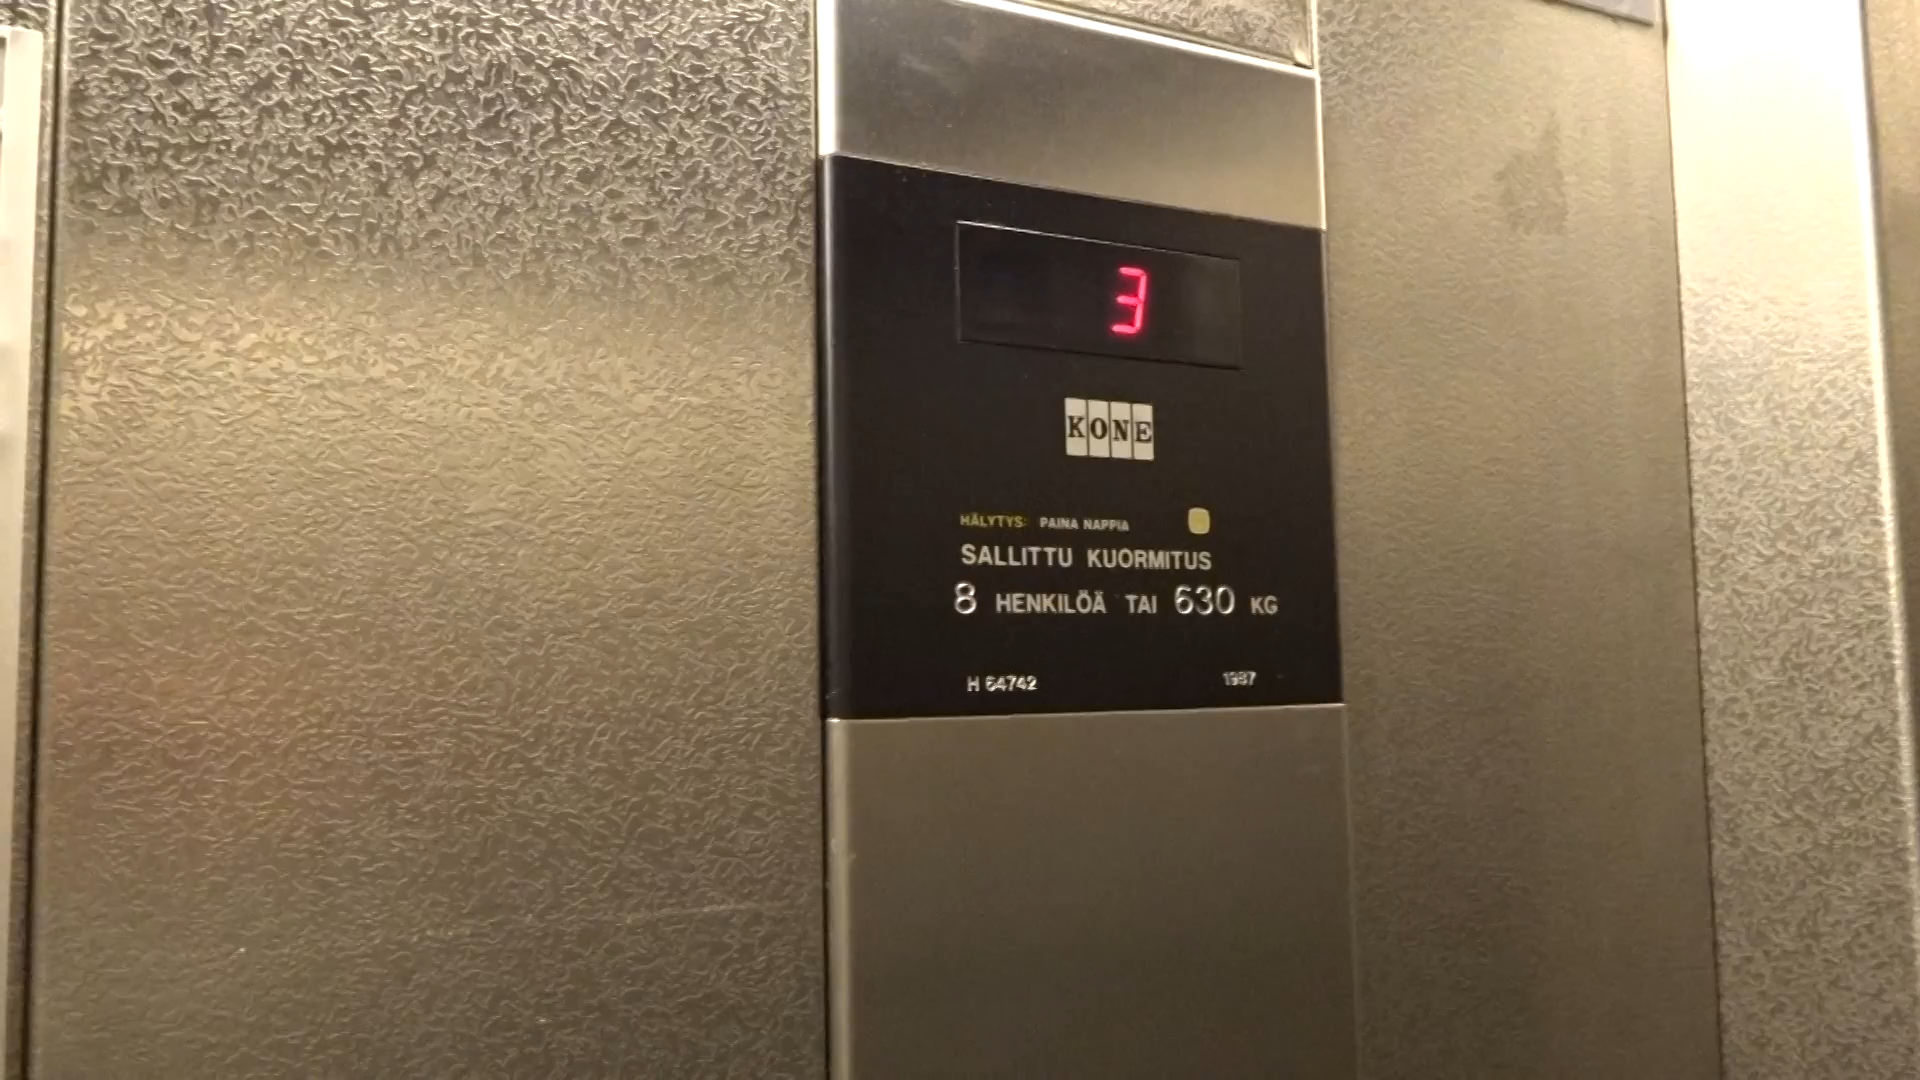 3
KONE
HÄLYTYS: PAINA NAPPIA
SALLITTU KUORMITUS
8 HENKILÖÄ TAI 630 KG
H 64742 1987